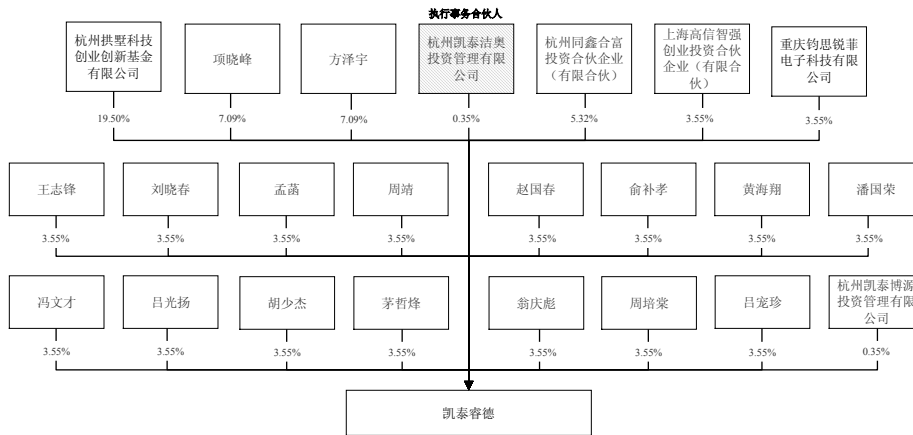 执行事务合伙人
杭州拱墅科技
创业创新基金
有限公司
项晓峰
方泽宇
杭州凯泰洁奥
投资管理有
限公司
杭州同鑫合富
投资合伙企业
（有限合伙）
上海高信智强
创业投资合伙
企业（有限合
伙）
重庆钧思锐菲
电子科技有限
公司
19.50%
7.09%
7.09%
0.35%
5.32%
3.55%
3.55%
王志锋
刘晓春
孟菡
周靖
赵国春
俞补孝
黄海翔
潘国荣
3.55%
3.55%
3.55%
3.55%
3.55%
3.55%
3.55%
3.55%
冯文才
吕光扬
胡少杰
茅哲烽
翁庆彪
周培棠
吕宠珍
杭州凯泰博源
投资管理有限
公司
3.55%
3.55%
3.55%
3.55%
3.55%
3.55%
3.55%
0.35%
凯泰睿德